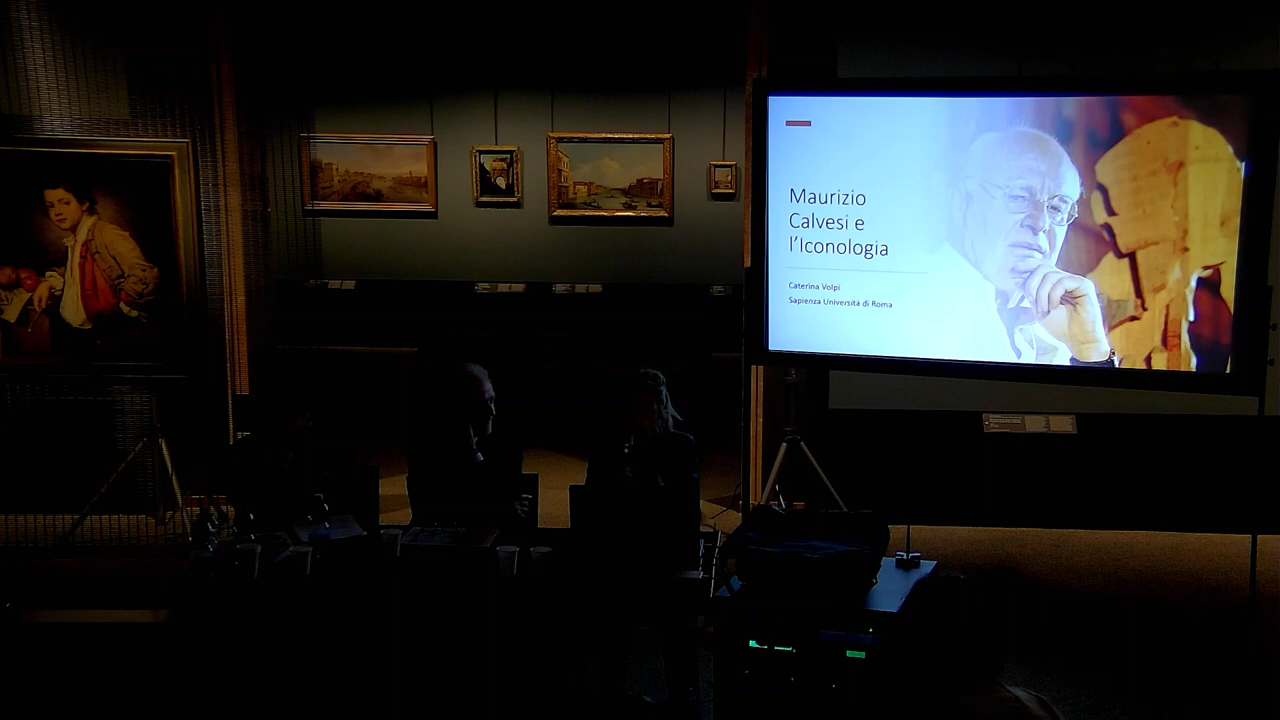 Maurizio
Calvesi e
l'Iconologia
Caterina Volpi
Sapienza Università di Roma